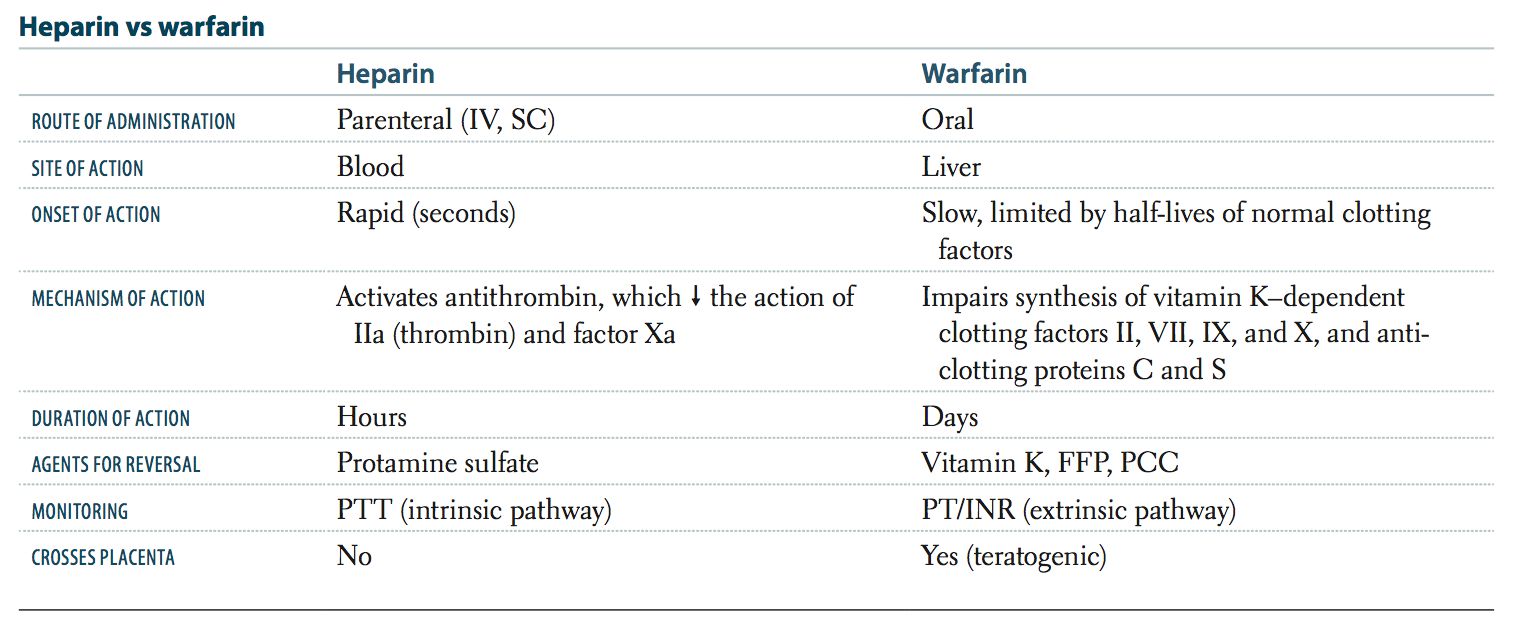 Heparin vs warfarin
Heparin Warfarin
ROUTE OF ADMINISTRATION Parenteral (IV, SC) Oral
SITE OF ACTION Blood Liver
ONSET OF ACTION Rapid (seconds) Slow, limited by half-lives of normal clotting
factors
MECHANISM OF ACTION Activates antithrombin, which ↓ the action of Impairs synthesis of vitamin K–dependent
IIa (thrombin) and factor Xa clotting factors II, VII, IX, and X, and anti-
clotting proteins C and S
DURATION OF ACTION Hours Days
AGENTS FOR REVERSAL Protamine sulfate Vitamin K, FFP, PCC
MONITORING PTT (intrinsic pathway) PT/INR (extrinsic pathway)
CROSSES PLACENTA No Yes (teratogenic)